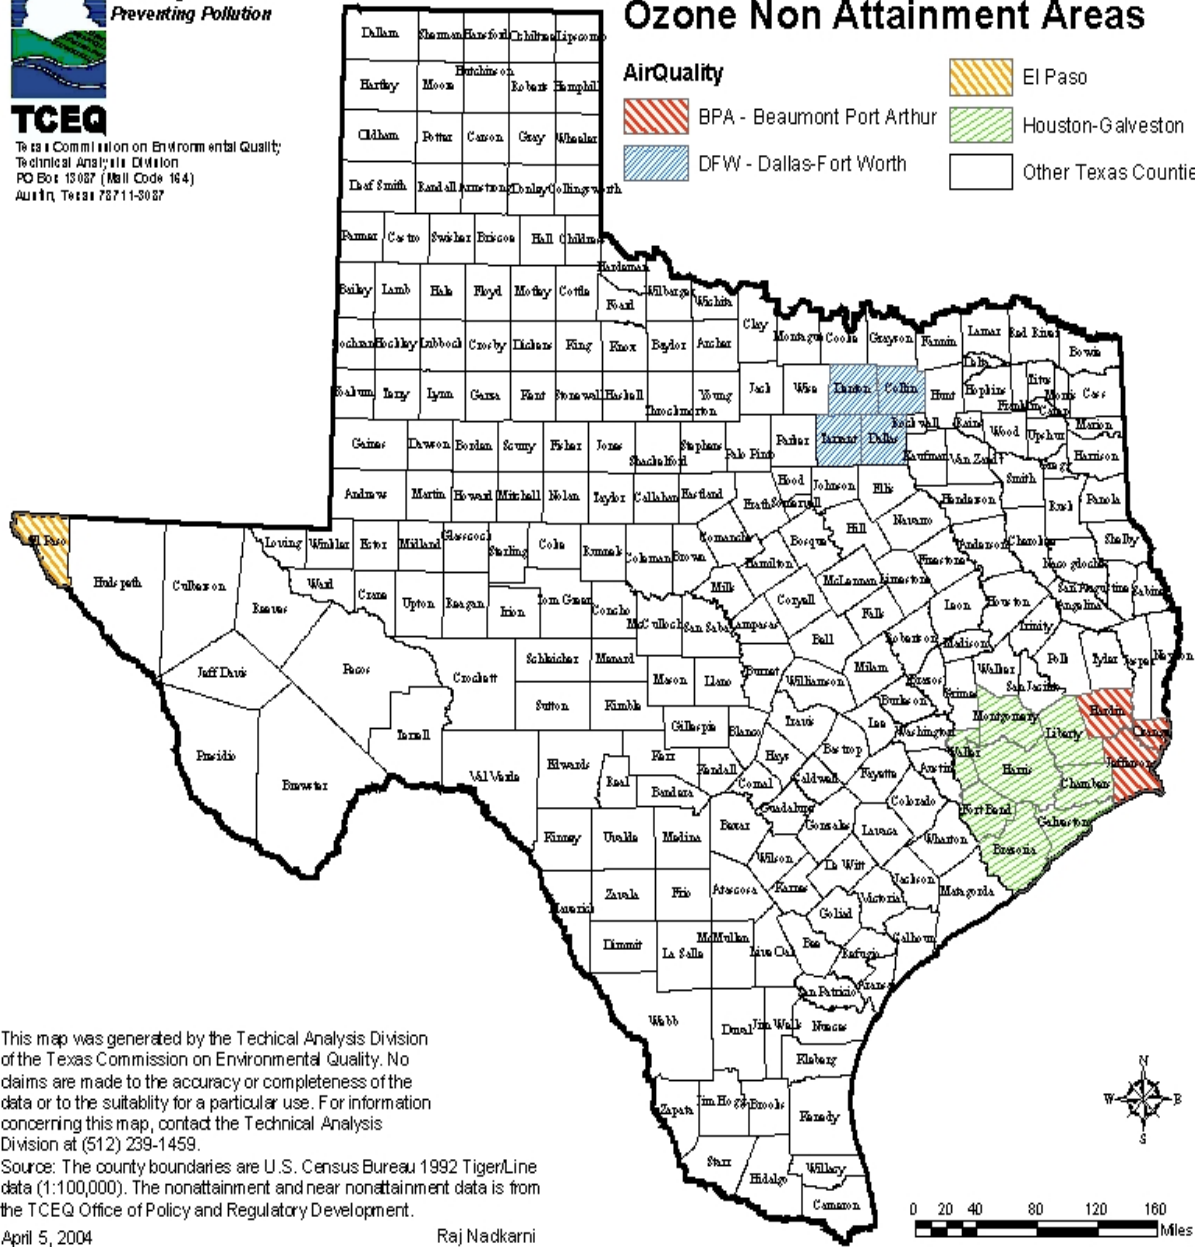 Preventing Pollution
TCEQ
Texas Commission on Environmental Quality
Technical Analysis Division
PO Box 13087 (Mail Code 164)
Austin, Texas 78711-3087
Ozone Non Attainment Areas
AirQuality
BPA - Beaumont Port Arthur
DFW - Dallas-Fort Worth
El Paso
Houston-Galveston
Other Texas Countie
Dallam Sherman Hansford Ochiltree Lipscomb
Hartley Moore Hutchinson Roberts Hemphill
Oldham Potter Carson Gray Wheeler
Deaf Smith Randall Armstrong Donley Collingsworth
Parmer Castro Swisher Briscoe Hall Childress
Hardeman
Bailey Lamb Hale Floyd Motley Cottle Foard Wilbarger Wichita
Clay Montague Cooke Grayson Fannin Lamar Red River Bowie
ochran Hockley Lubbock Crosby Dickens King Knox Baylor Archer
Delta Titus Morris Cass
Yoakum Terry Lynn Garza Kent Stonewall Haskell Throckmorton Young Jack Wise Denton Collin Hunt Hopkins Franklin Camp
Rockwall Rains Wood Upshur Marion
Gaines Dawson Borden Scurry Fisher Jones Shackelford Stephens Palo Pinto Parker Tarrant Dallas Kaufman Van Zandt Gregg Harrison
Smith
Andrews Martin Howard Mitchell Nolan Taylor Callahan Eastland Erath Hood Somervell Johnson Ellis Henderson Rusk Panola
El Paso Hudspeth Culberson Reeves Loving Winkler Ector Midland Glasscock Sterling Coke Runnels Coleman Brown Comanche Hamilton Bosque Hill Navarro Freestone Anderson Cherokee Nacogdoches Shelby
Ward Crane Upton Reagan Irion Tom Green Concho McCulloch San Saba Mills Lampasas Coryell McLennan Limestone Falls Leon Houston Angelina San Augustine Sabine
Trinity
Jeff Davis Pecos Crockett Schleicher Menard Mason Llano Burnet Bell Williamson Milam Robertson Brazos Madison Grimes Walker San Jacinto Polk Tyler Jasper Newton
Presidio Brewster Terrell Val Verde Sutton Kimble Gillespie Blanco Travis Lee Burleson Washington Montgomery Liberty Hardin Orange
Edwards Real Kerr Kendall Bandera Comal Hays Caldwell Bastrop Fayette Austin Waller Harris Chambers Jefferson
Kinney Uvalde Medina Bexar Guadalupe Gonzales Lavaca Colorado Wharton Fort Bend Galveston
Brazoria
Maverick Zavala Frio Atascosa Wilson Karnes De Witt Jackson Victoria Matagorda
Goliad
Dimmit La Salle McMullen Live Oak Bee Refugio Calhoun
San Patricio Aransas
Webb Duval Jim Wells Nueces
Kleberg
Zapata Jim Hogg Brooks Kenedy
Starr Hidalgo Willacy
Cameron
This map was generated by the Techical Analysis Division
of the Texas Commission on Environmental Quality. No
claims are made to the accuracy or completeness of the
data or to the suitablity for a particular use. For information
concerning this map, contact the Technical Analysis
Division at (512) 239-1459.
Source: The county boundaries are U.S. Census Bureau 1992 Tiger/Line
data (1:100,000). The nonattainment and near nonattainment data is from
the TCEQ Office of Policy and Regulatory Development.
April 5, 2004 Raj Nadkarni
N
W E
S
0 20 40 80 120 160
Miles